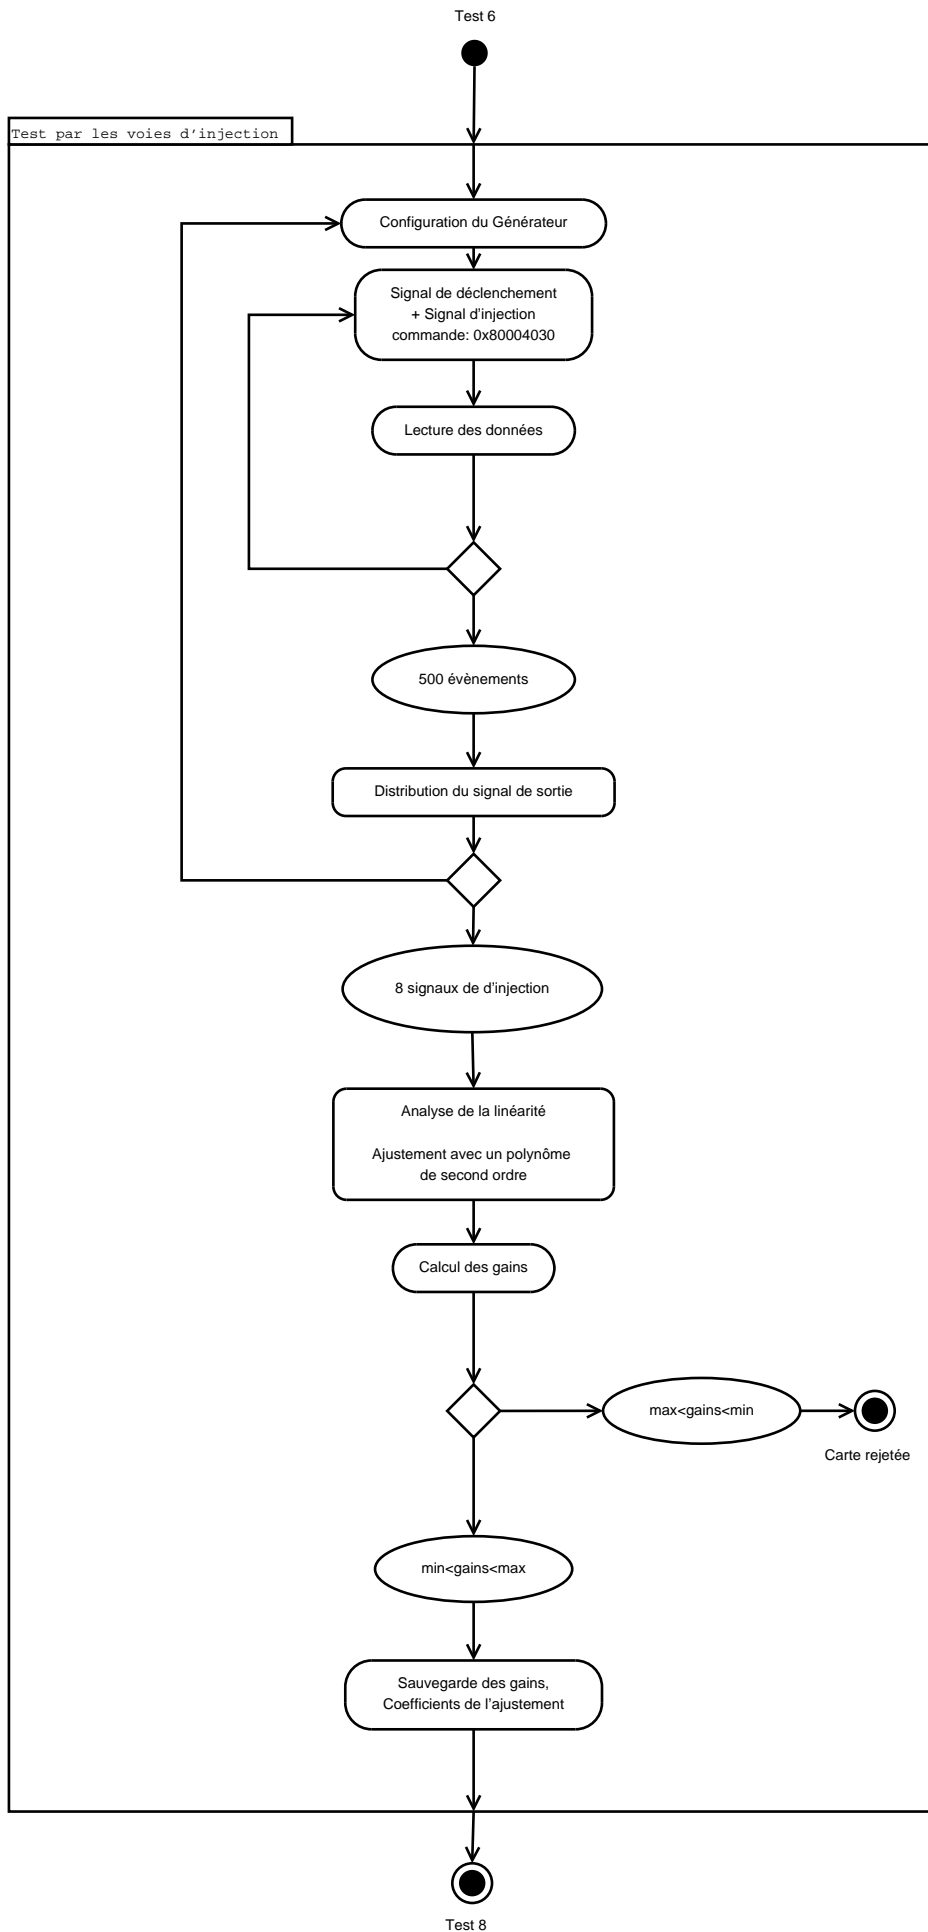 Test 6
Test par les voies d'injection
Configuration du Générateur
Signal de déclenchement
+ Signal d'injection
commande: 0x80004030
Lecture des données
500 évènements
Distribution du signal de sortie
8 signaux de d'injection
Analyse de la linéarité
Ajustement avec un polynôme
de second ordre
Calcul des gains
max<gains<min
Carte rejetée
min<gains<max
Sauvegarde des gains,
Coefficients de l'ajustement
Test 8